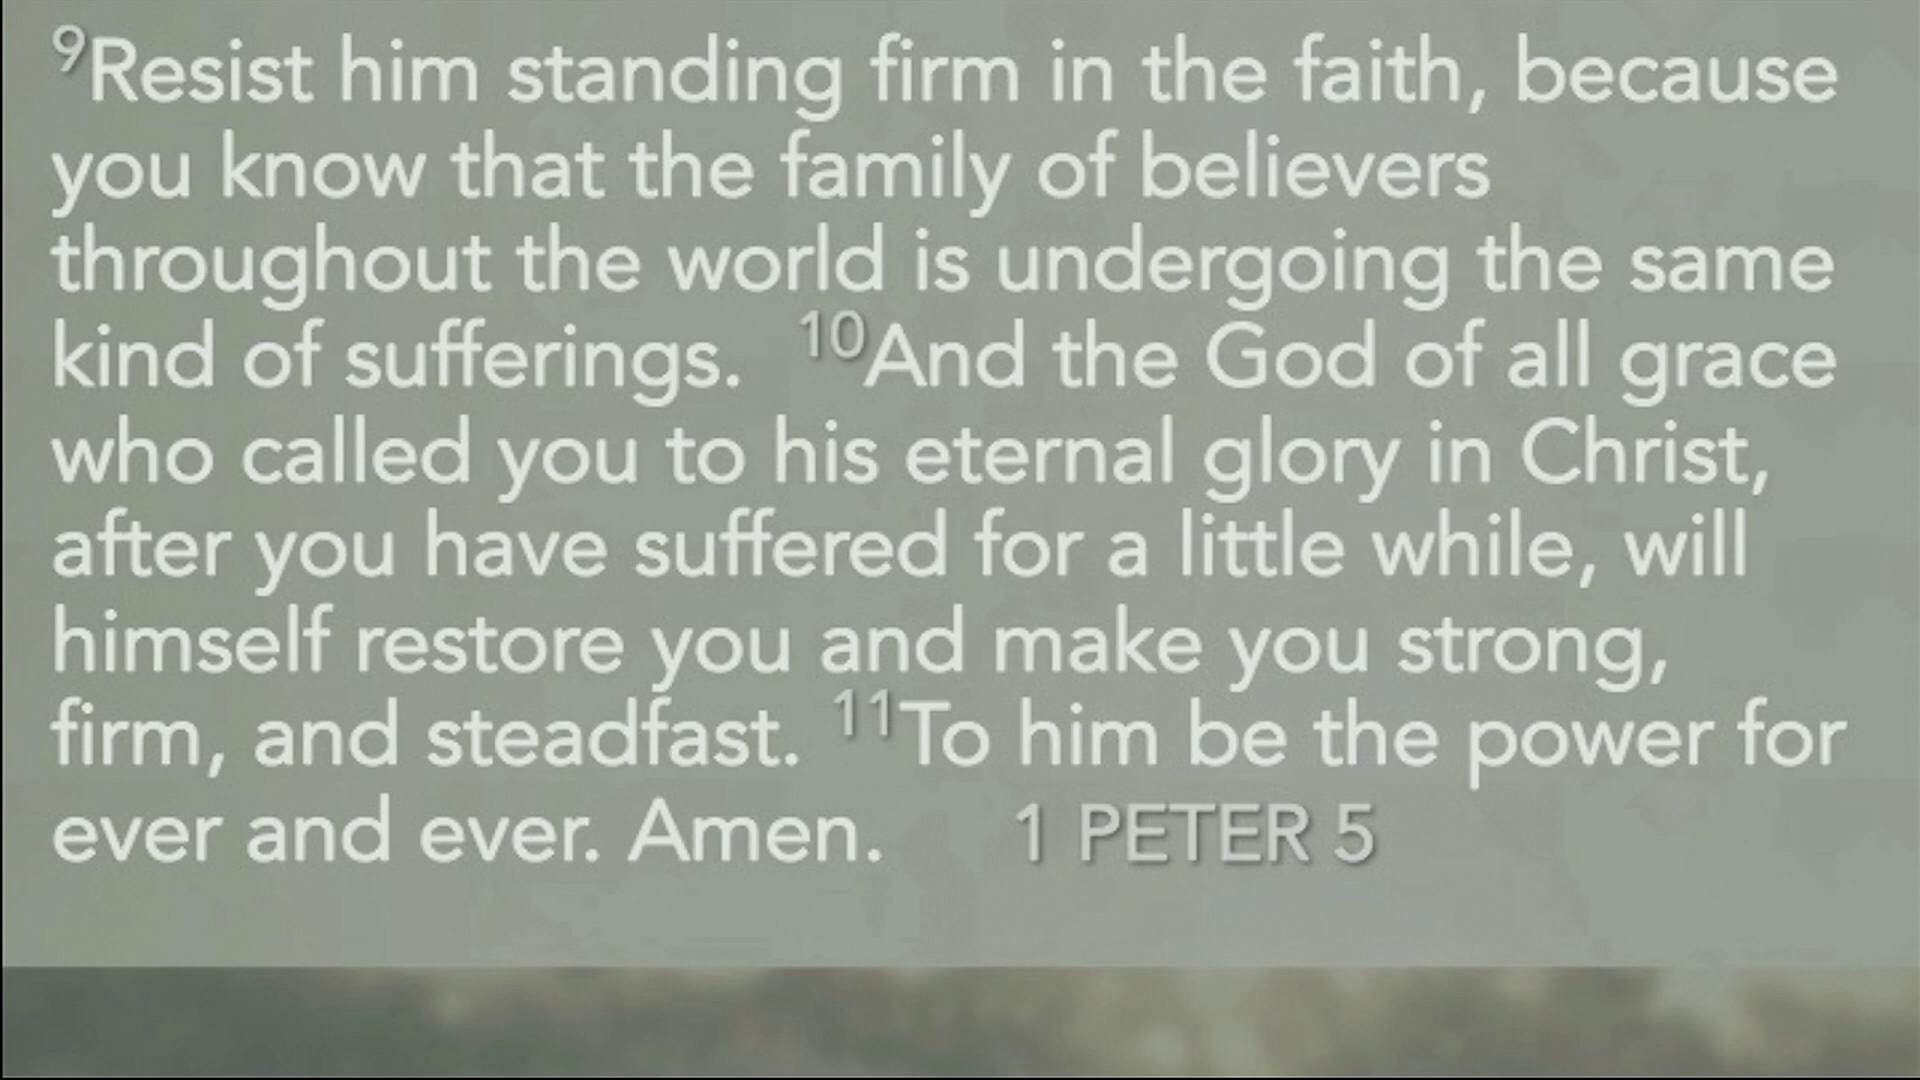 9Resist him standing firm in the faith, because
you know that the family of believers
throughout the world is undergoing the same
kind of sufferings. 10And the God of all grace
who called you to his eternal glory in Christ,
after you have suffered for a little while, will
himself restore you and make you strong,
firm, and steadfast. 11To him be the power for
ever and ever. Amen. 1 PETER 5